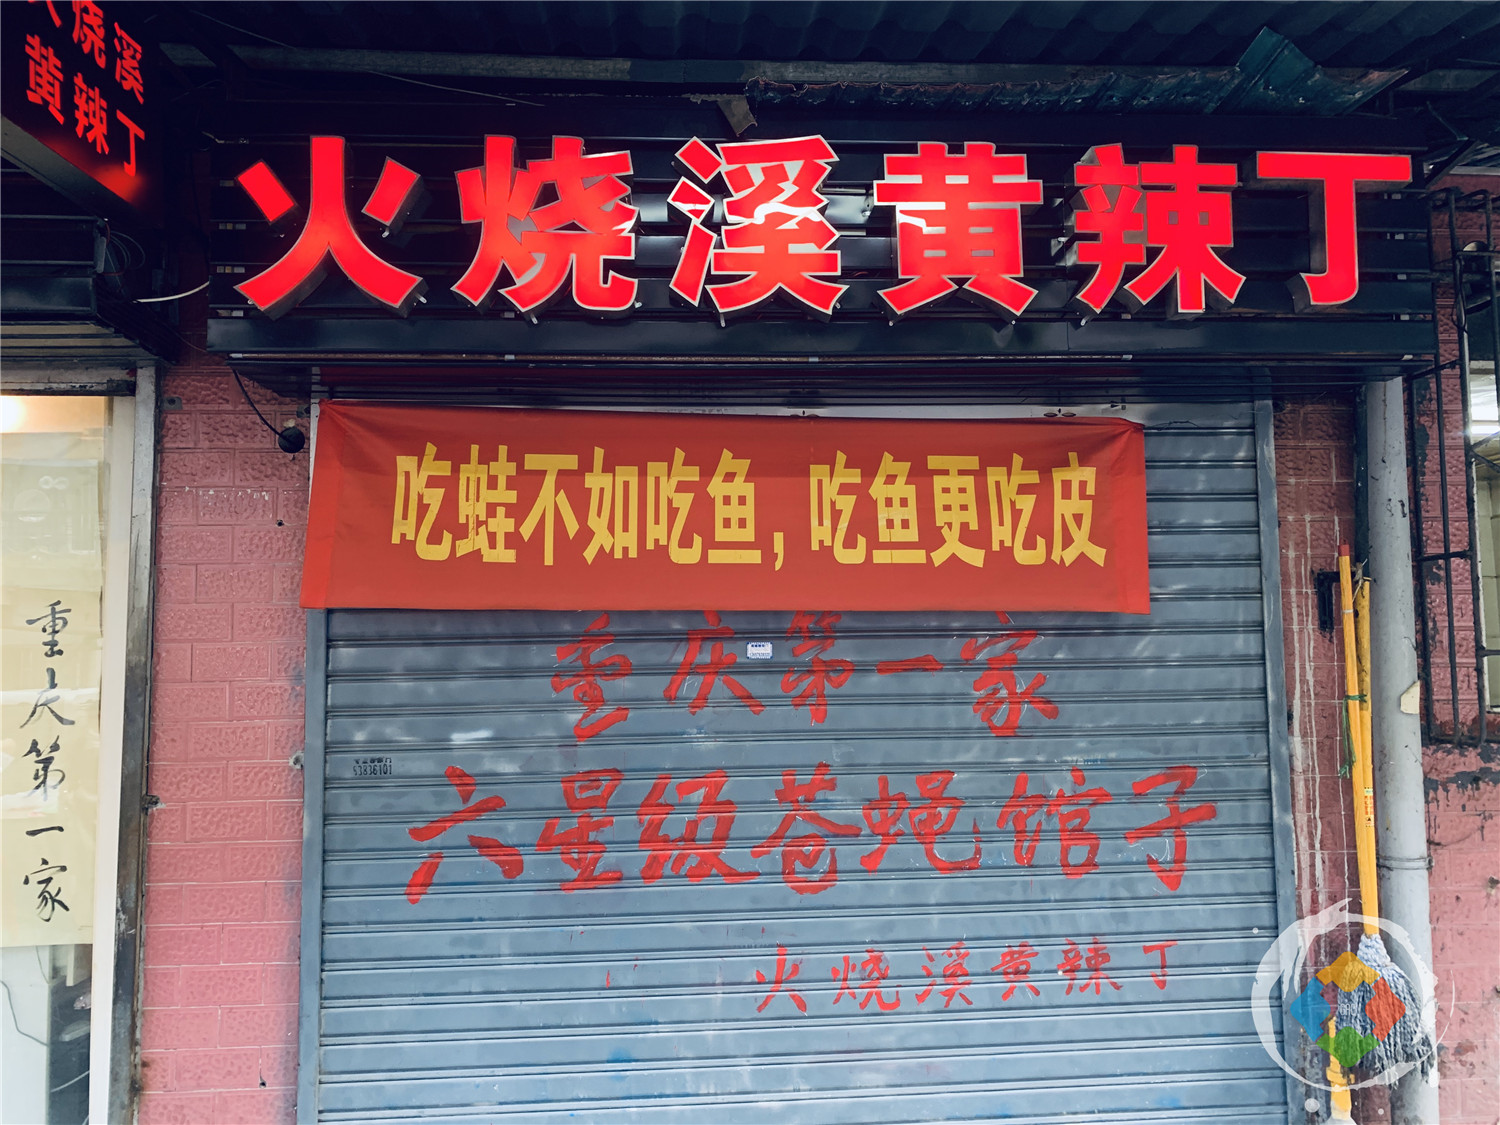 火烧溪
黄辣丁
火烧溪黄辣丁
吃蛙不如吃鱼，吃鱼更吃皮
重庆第一家
六星级苍蝇馆子
火烧溪黄辣丁
重庆第一家
53836101